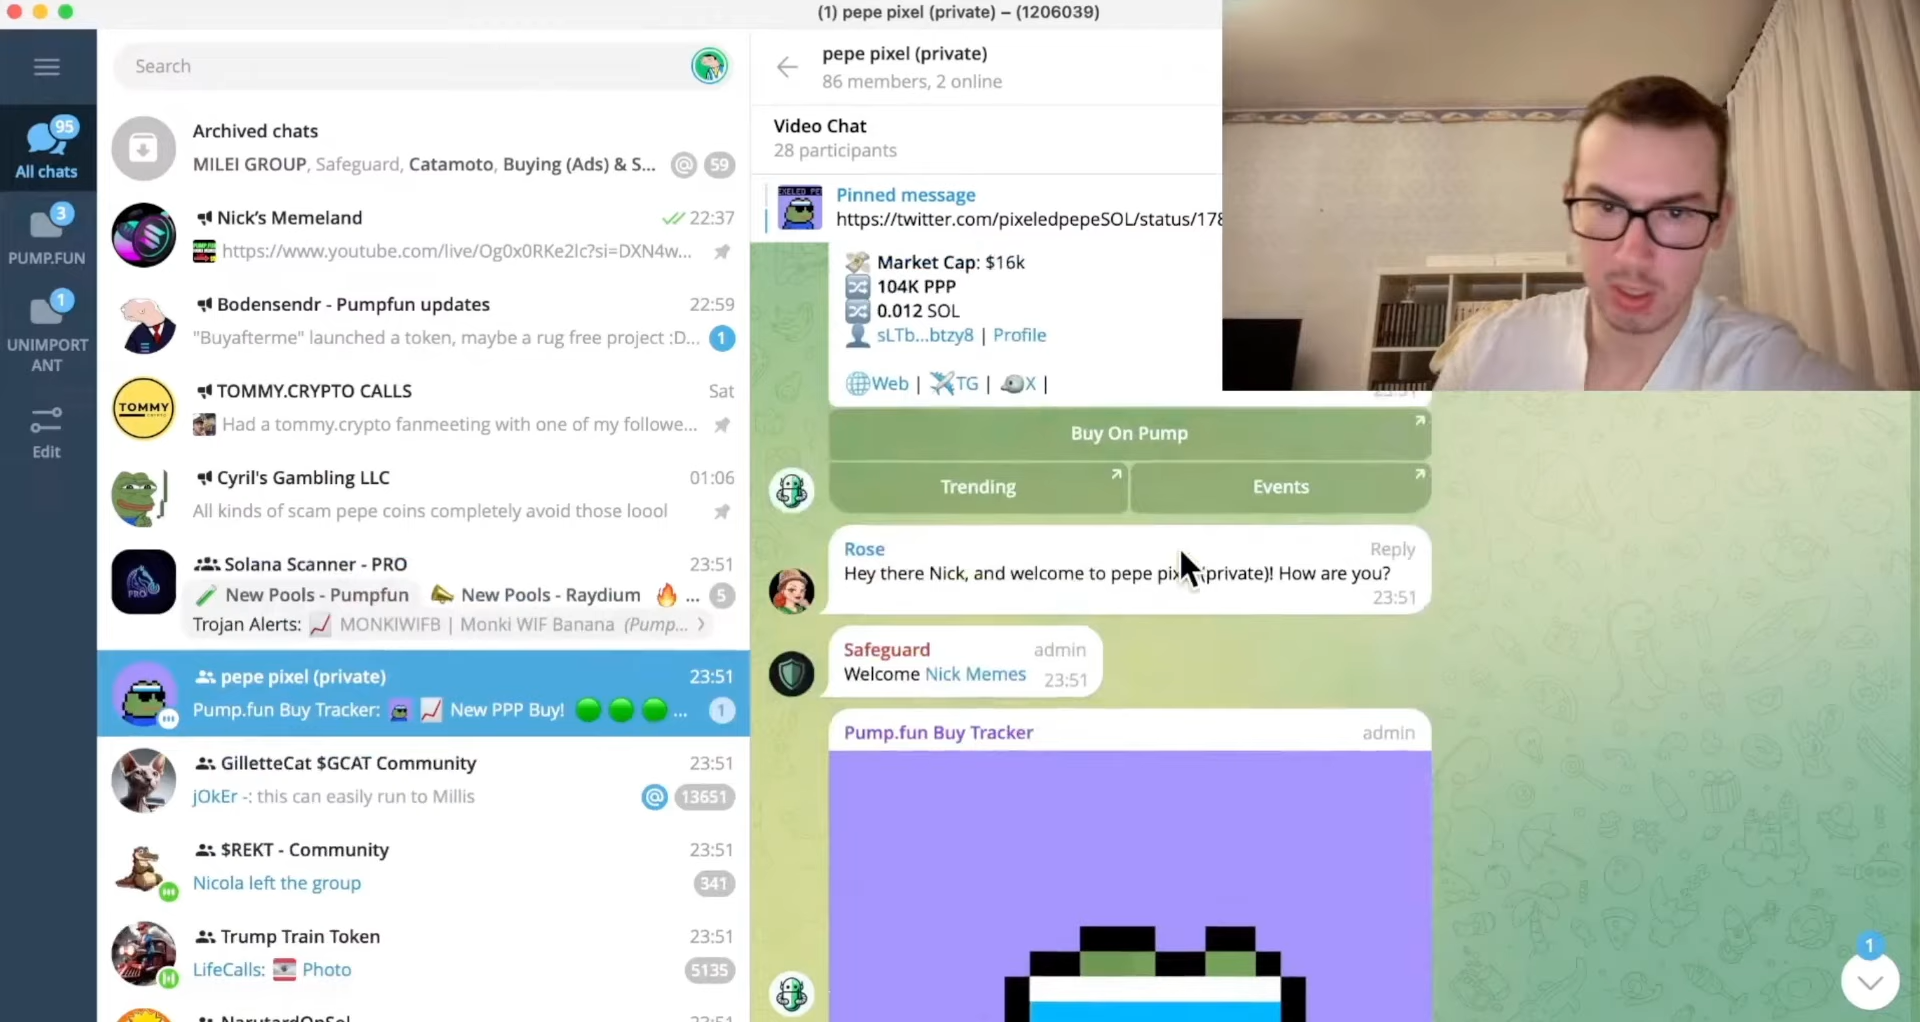 (1) pepe pixel (private) – (1206039)
Search
95
All chats
3
PUMP.FUN
1
UNIMPORT
ANT
Edit
Archived chats
MILEI GROUP, Safeguard, Catamoto, Buying (Ads) & S... @ 59
Nick's Memeland 22:37
https://www.youtube.com/live/Og0x0RKe2lc?si=DXN4w...
Bodensendr - Pumpfun updates 22:59
"Buyafterme" launched a token, maybe a rug free project :D... 1
TOMMY
TOMMY.CRYPTO CALLS Sat
Had a tommy.crypto fanmeeting with one of my followe...
Cyril's Gambling LLC 01:06
All kinds of scam pepe coins completely avoid those loool
PRO
Solana Scanner - PRO 23:51
New Pools - Pumpfun New Pools - Raydium ... 5
Trojan Alerts: MONKIWIFB | Monki WIF Banana (Pump...
pepe pixel (private) 23:51
Pump.fun Buy Tracker: New PPP Buy! ... 1
GilletteCat $GCAT Community 23:51
jOkEr -: this can easily run to Millis @ 13651
$REKT - Community 23:51
Nicola left the group 341
Trump Train Token 23:51
LifeCalls: Photo 5135
pepe pixel (private)
86 members, 2 online
Video Chat
28 participants
Pinned message
https://twitter.com/pixeledpepeSOL/status/178
Market Cap: $16k
104K PPP
0.012 SOL
sLTb...btzy8 | Profile
Web | TG | X |
Buy On Pump
Trending
Events
Rose Reply
Hey there Nick, and welcome to pepe (private)! How are you?
23:51
Safeguard admin
Welcome Nick Memes 23:51
Pump.fun Buy Tracker admin
1